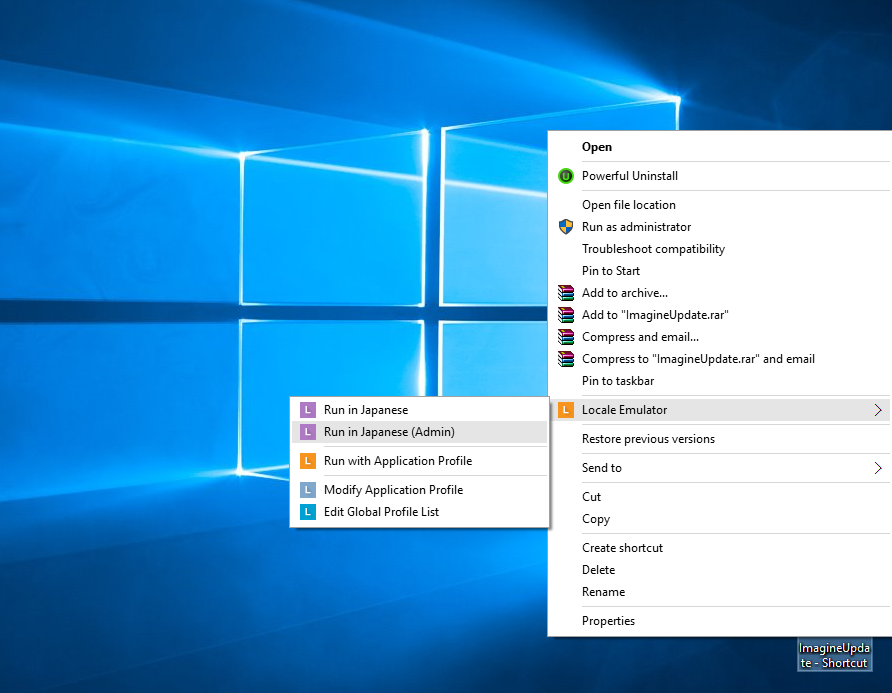 Open
Powerful Uninstall
Open file location
Run as administrator
Troubleshoot compatibility
Pin to Start
Add to archive...
Add to "ImagineUpdate.rar"
Compress and email...
Compress to "ImagineUpdate.rar" and email
Pin to taskbar
Locale Emulator
Restore previous versions
Send to
Cut
Copy
Create shortcut
Delete
Rename
Properties
Run in Japanese
Run in Japanese (Admin)
Run with Application Profile
Modify Application Profile
Edit Global Profile List
ImagineUpda
te - Shortcut